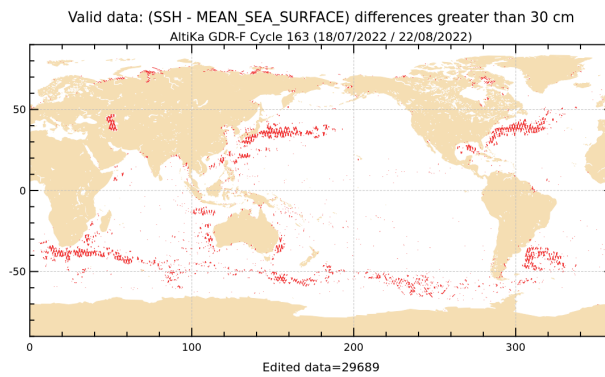 Valid data: (SSH - MEAN_SEA_SURFACE) differences greater than 30 cm
AltiKa GDR-F Cycle 163 (18/07/2022 / 22/08/2022)
50
0
-50
0 100 200 300
Edited data=29689